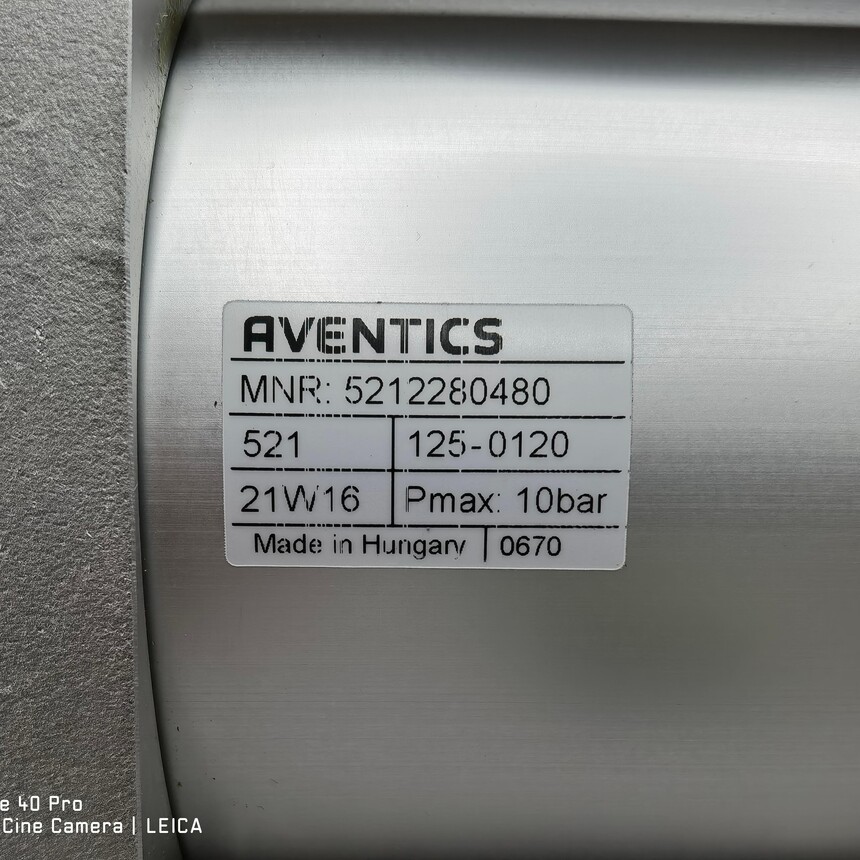 AVENTICS
MNR: 5212280480
521 125-0120
21W16 Pmax: 10bar
Made in Hungary 0670
e 40 Pro
Cine Camera | LEICA